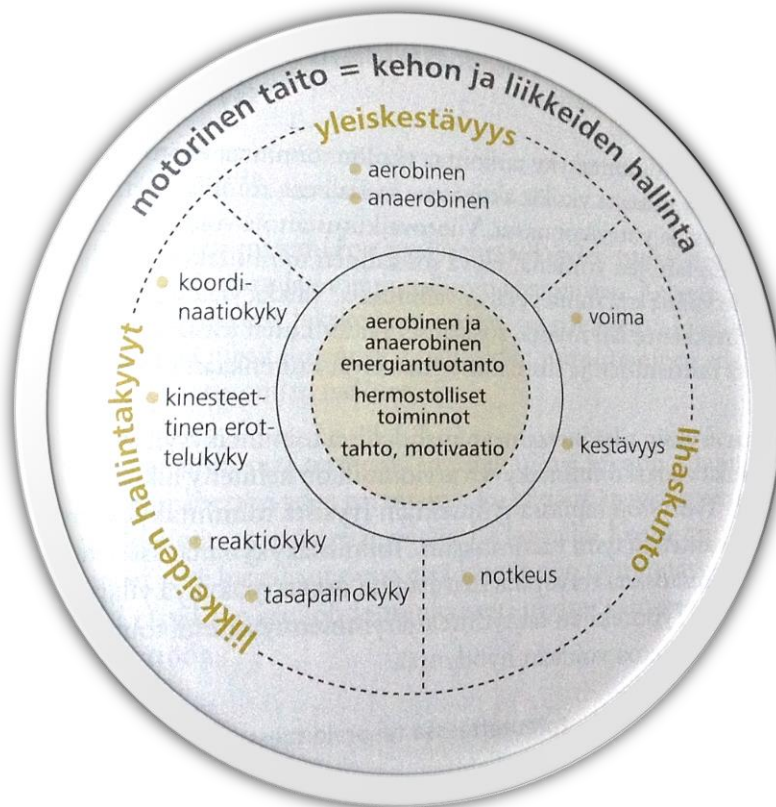 motorinen taito = kehon ja liikkeiden hallinta
yleiskestävyys
aerobinen
anaerobinen
koordi-
naatiokyky
kinesteet-
tinen erot-
telukyky
reaktiokyky
tasapainokyky
liikkeiden hallintakyvyt
aerobinen ja
anaerobinen
energiantuotanto
hermostolliset
toiminnot
tahto, motivaatio
voima
kestävyys
notkeus
lihaskunto